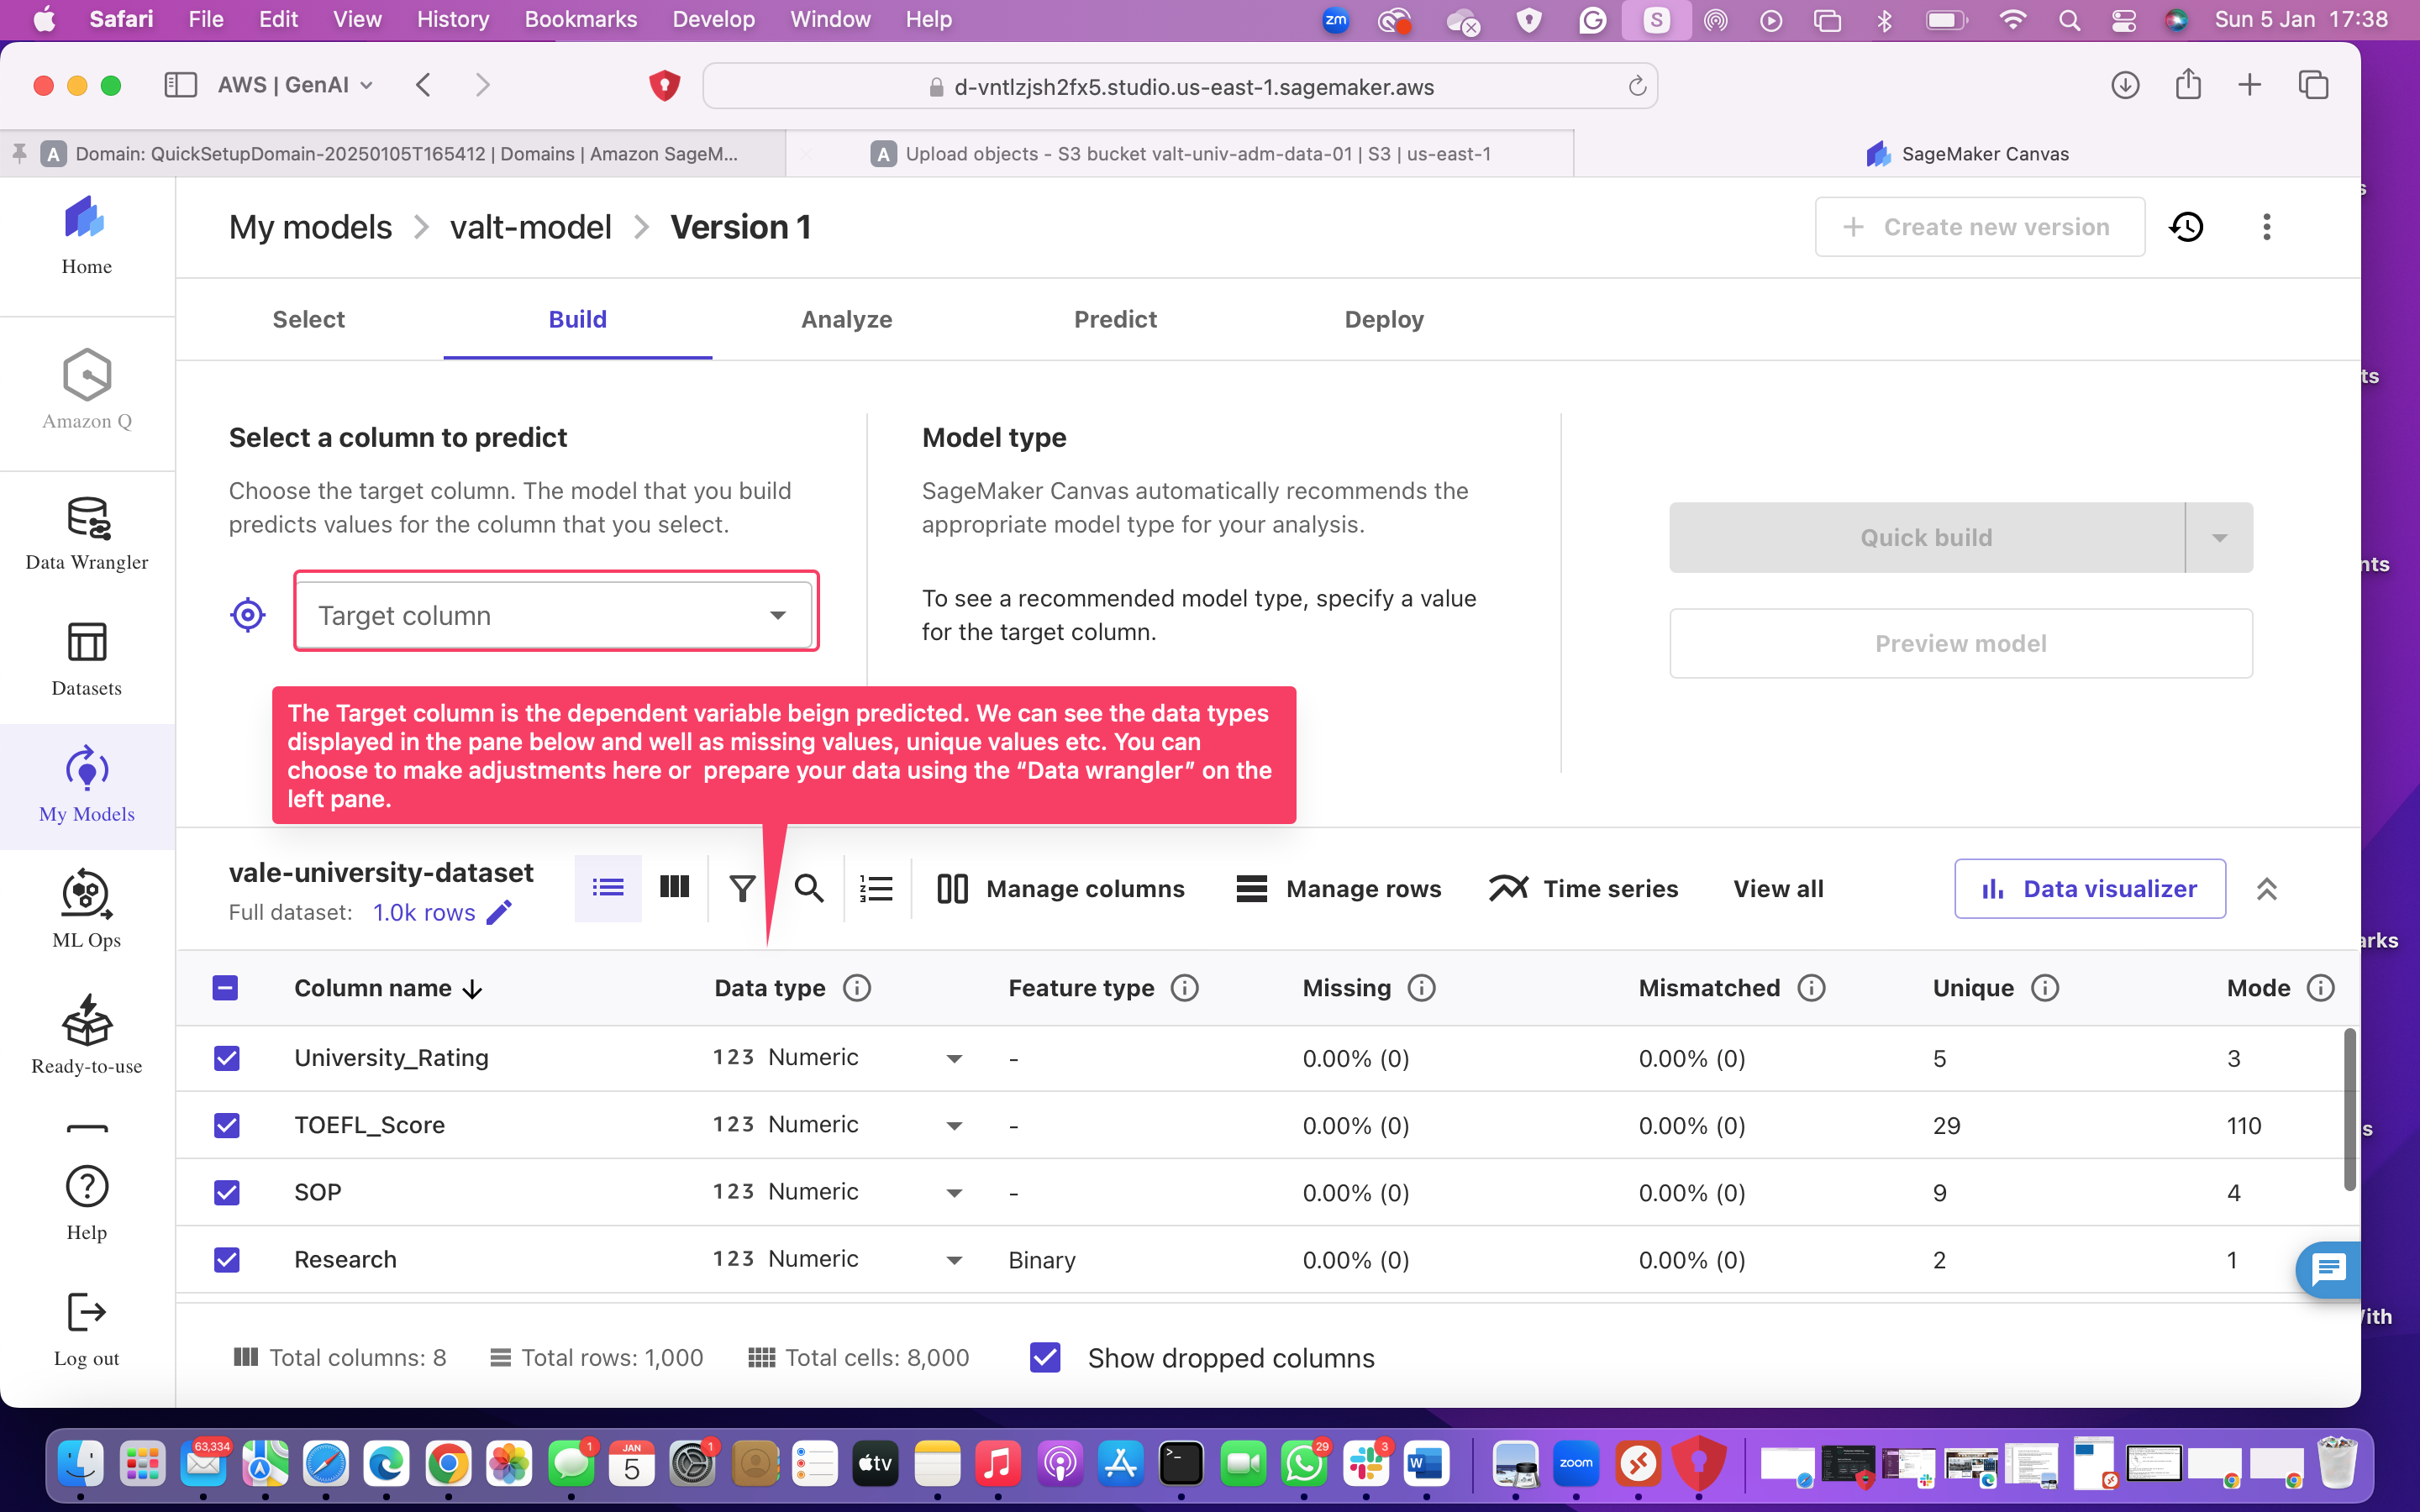 Safari File Edit View History Bookmarks Develop Window Help
zm S Sun 5 Jan 17:38
AWS | GenAI d-vntlzjsh2fx5.studio.us-east-1.sagemaker.aws
A Domain: QuickSetupDomain-20250105T165412 | Domains | Amazon SageM...
A Upload objects - S3 bucket valt-univ-adm-data-01 | S3 | us-east-1
SageMaker Canvas
Home
Amazon Q
Data Wrangler
Datasets
My Models
ML Ops
Ready-to-use
Help
Log out
My models > valt-model > Version 1
+ Create new version
Select Build Analyze Predict Deploy
Select a column to predict
Choose the target column. The model that you build
predicts values for the column that you select.
Target column
Model type
SageMaker Canvas automatically recommends the
appropriate model type for your analysis.
To see a recommended model type, specify a value
for the target column.
Quick build
Preview model
The Target column is the dependent variable beign predicted. We can see the data types
displayed in the pane below and well as missing values, unique values etc. You can
choose to make adjustments here or  prepare your data using the “Data wrangler” on the
left pane.
vale-university-dataset
Full dataset: 1.0k rows
Manage columns Manage rows Time series View all Data visualizer
Column name Data type Feature type Missing Mismatched Unique Mode
University_Rating 123 Numeric - 0.00% (0) 0.00% (0) 5 3
TOEFL_Score 123 Numeric - 0.00% (0) 0.00% (0) 29 110
SOP 123 Numeric - 0.00% (0) 0.00% (0) 9 4
Research 123 Numeric Binary 0.00% (0) 0.00% (0) 2 1
Total columns: 8 Total rows: 1,000 Total cells: 8,000 Show dropped columns
63,334 1 JAN 5 1 tv 29 3 W zoom